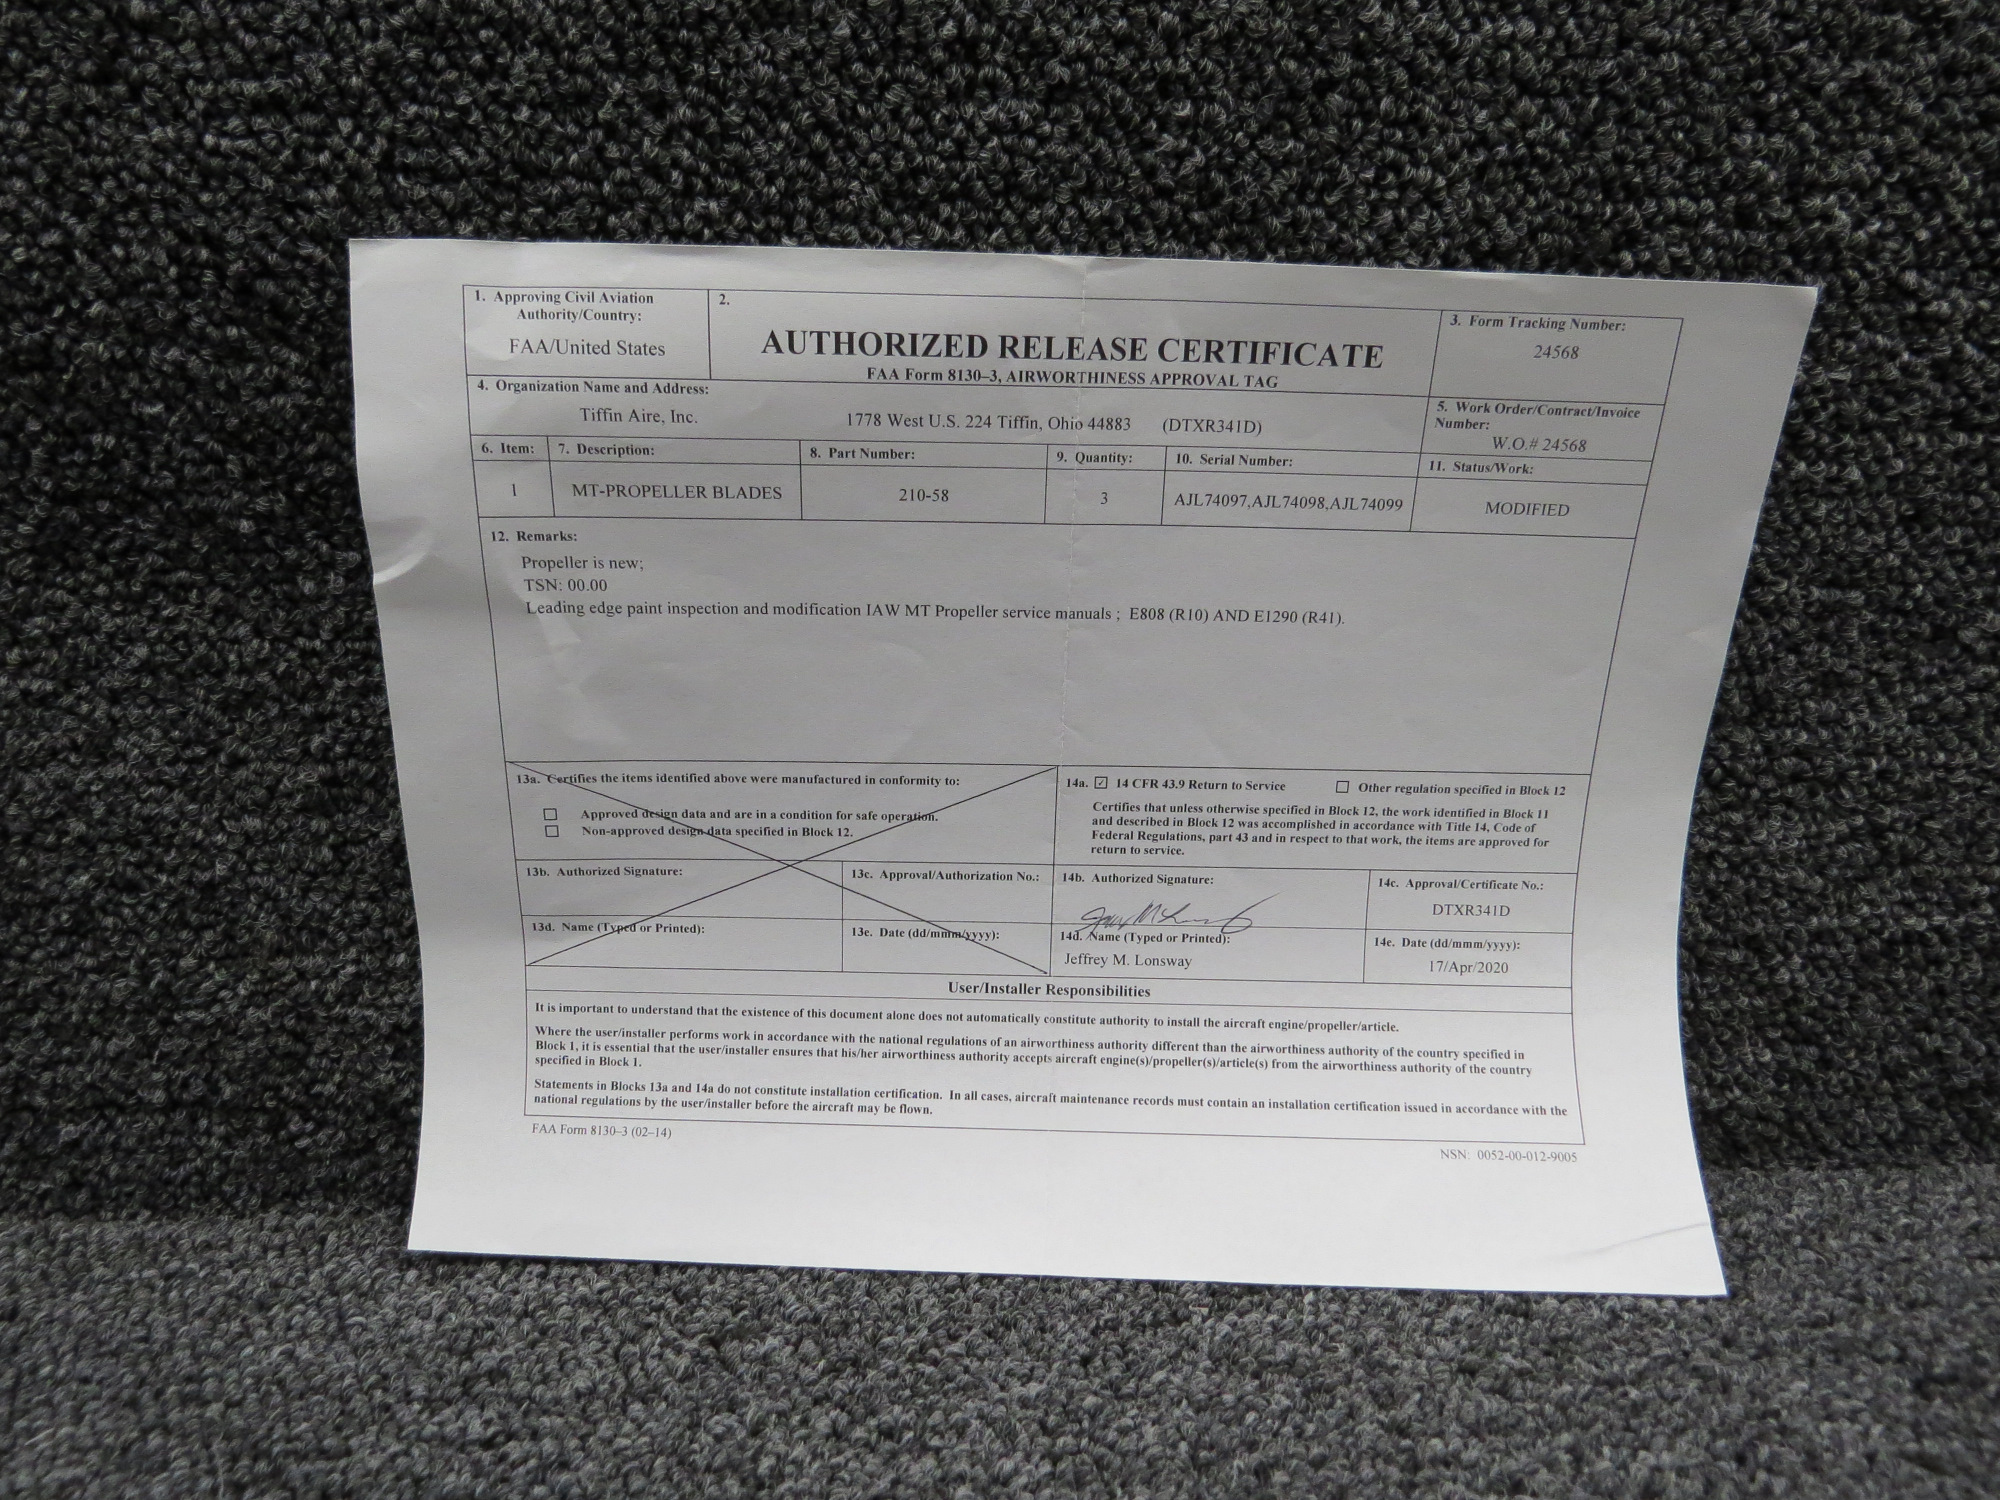 1. Approving Civil Aviation
Authority/Country:
FAA/United States
2.
AUTHORIZED RELEASE CERTIFICATE
FAA Form 8130–3, AIRWORTHINESS APPROVAL TAG
3. Form Tracking Number:
24568
4. Organization Name and Address:
Tiffin Aire, Inc. 1778 West U.S. 224 Tiffin, Ohio 44883 (DTXR341D)
5. Work Order/Contract/Invoice
Number:
W.O.# 24568
6. Item: 7. Description: 8. Part Number: 9. Quantity: 10. Serial Number: 11. Status/Work:
1 MT-PROPELLER BLADES 210-58 3 AJL74097,AJL74098,AJL74099 MODIFIED
12. Remarks:
Propeller is new;
TSN: 00.00
Leading edge paint inspection and modification IAW MT Propeller service manuals ; E808 (R10) AND E1290 (R41).
13a. Certifies the items identified above were manufactured in conformity to:
☐ Approved design data and are in a condition for safe operation.
☐ Non-approved design data specified in Block 12.
14a. ☑ 14 CFR 43.9 Return to Service ☐ Other regulation specified in Block 12
Certifies that unless otherwise specified in Block 12, the work identified in Block 11
and described in Block 12 was accomplished in accordance with Title 14, Code of
Federal Regulations, part 43 and in respect to that work, the items are approved for
return to service.
13b. Authorized Signature: 13c. Approval/Authorization No.:
14b. Authorized Signature:
14c. Approval/Certificate No.:
DTXR341D
13d. Name (Typed or Printed): 13e. Date (dd/mmm/yyyy):
14d. Name (Typed or Printed):
Jeffrey M. Lonsway
14e. Date (dd/mmm/yyyy):
17/Apr/2020
User/Installer Responsibilities
It is important to understand that the existence of this document alone does not automatically constitute authority to install the aircraft engine/propeller/article.
Where the user/installer performs work in accordance with the national regulations of an airworthiness authority different than the airworthiness authority of the country specified in
Block 1, it is essential that the user/installer ensures that his/her airworthiness authority accepts aircraft engine(s)/propeller(s)/article(s) from the airworthiness authority of the country
specified in Block 1.
Statements in Blocks 13a and 14a do not constitute installation certification. In all cases, aircraft maintenance records must contain an installation certification issued in accordance with the
national regulations by the user/installer before the aircraft may be flown.
FAA Form 8130–3 (02–14)
NSN: 0052-00-012-9005